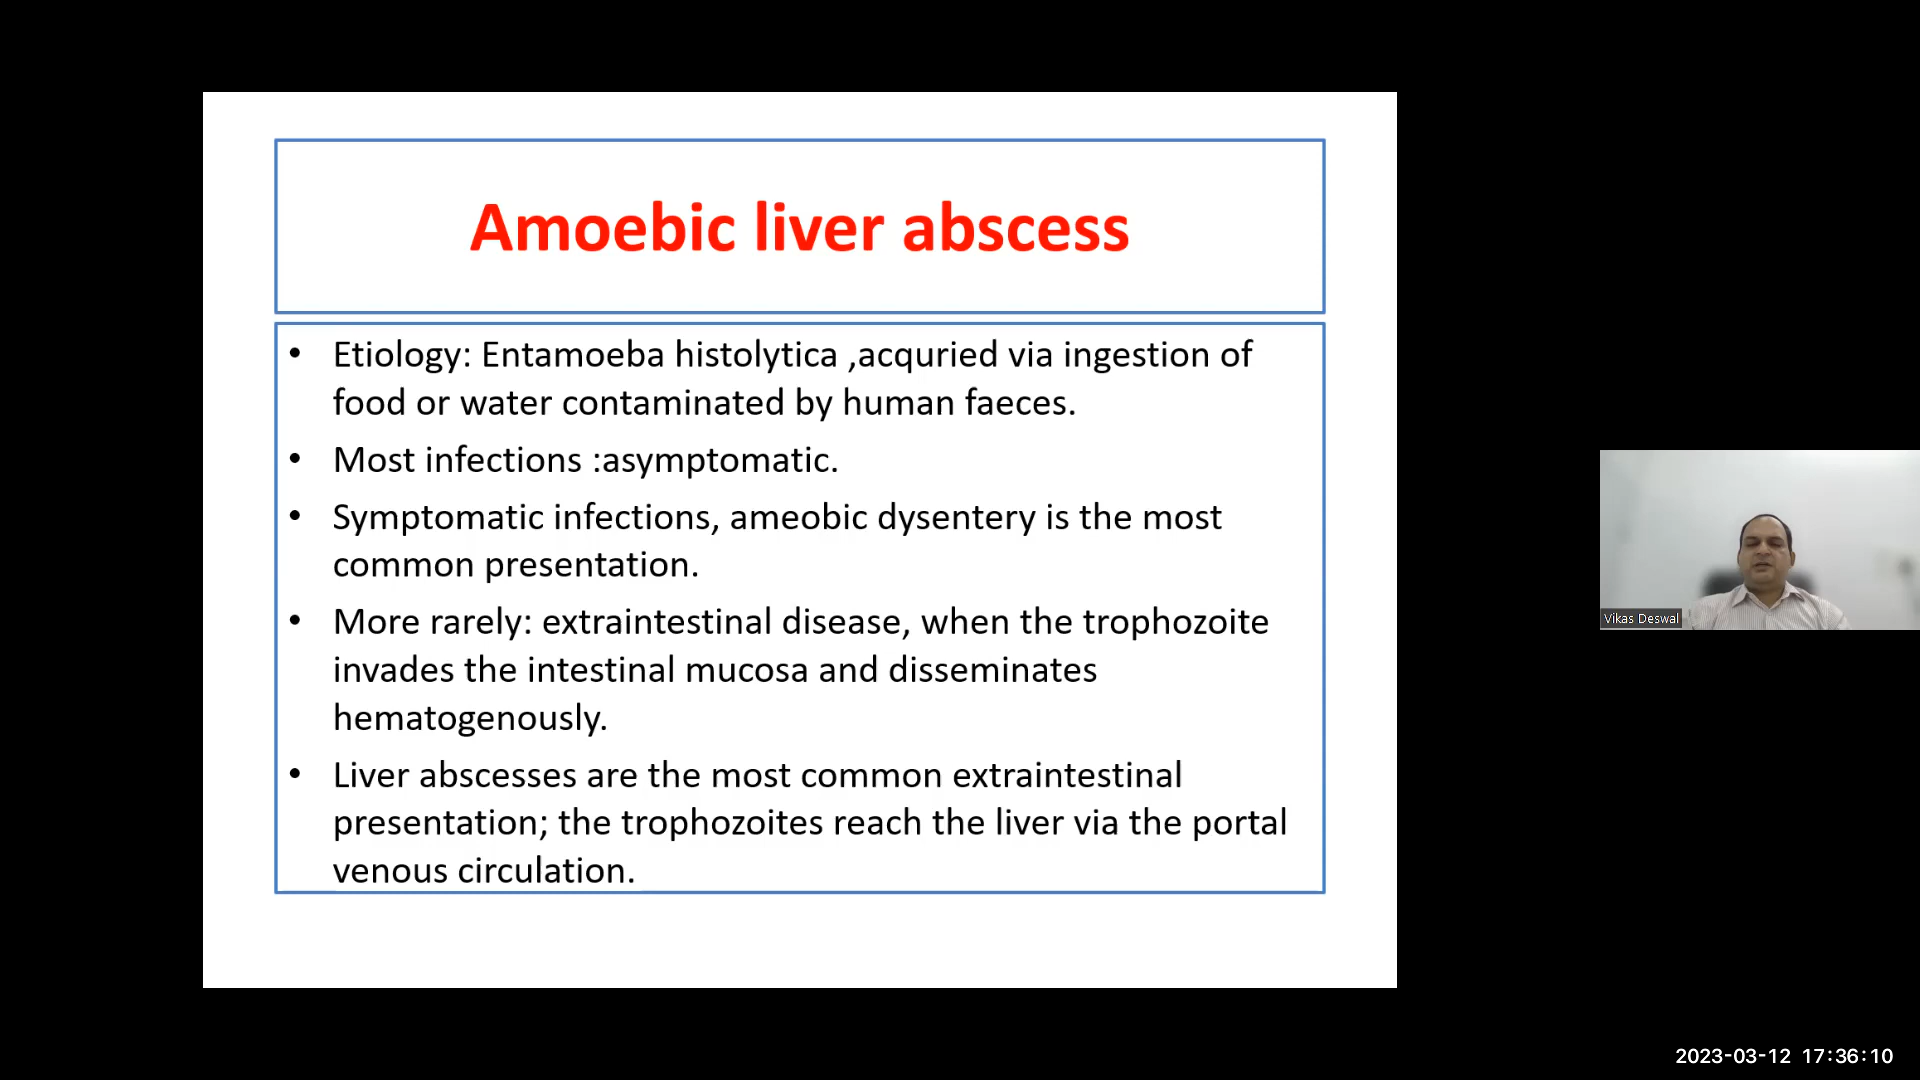 Amoebic liver abscess
• Etiology: Entamoeba histolytica ,acquried via ingestion of
food or water contaminated by human faeces.
• Most infections :asymptomatic.
• Symptomatic infections, ameobic dysentery is the most
common presentation.
• More rarely: extraintestinal disease, when the trophozoite
invades the intestinal mucosa and disseminates
hematogenously.
• Liver abscesses are the most common extraintestinal
presentation; the trophozoites reach the liver via the portal
venous circulation.
Vikas Deswal
2023-03-12 17:36:10